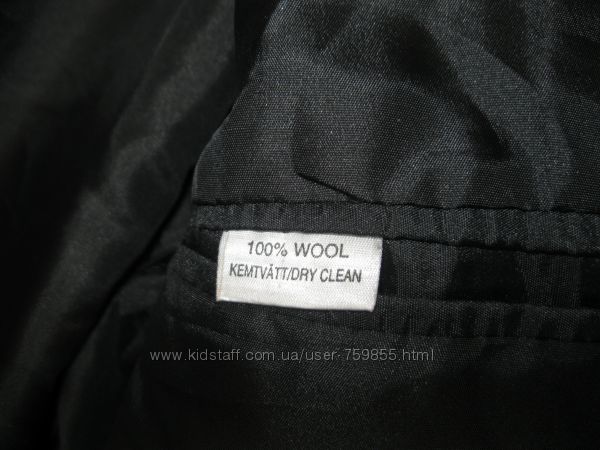 100% WOOL
KEMTVÄTT/DRY CLEAN
www.kidstaff.com.ua/user-759855.html